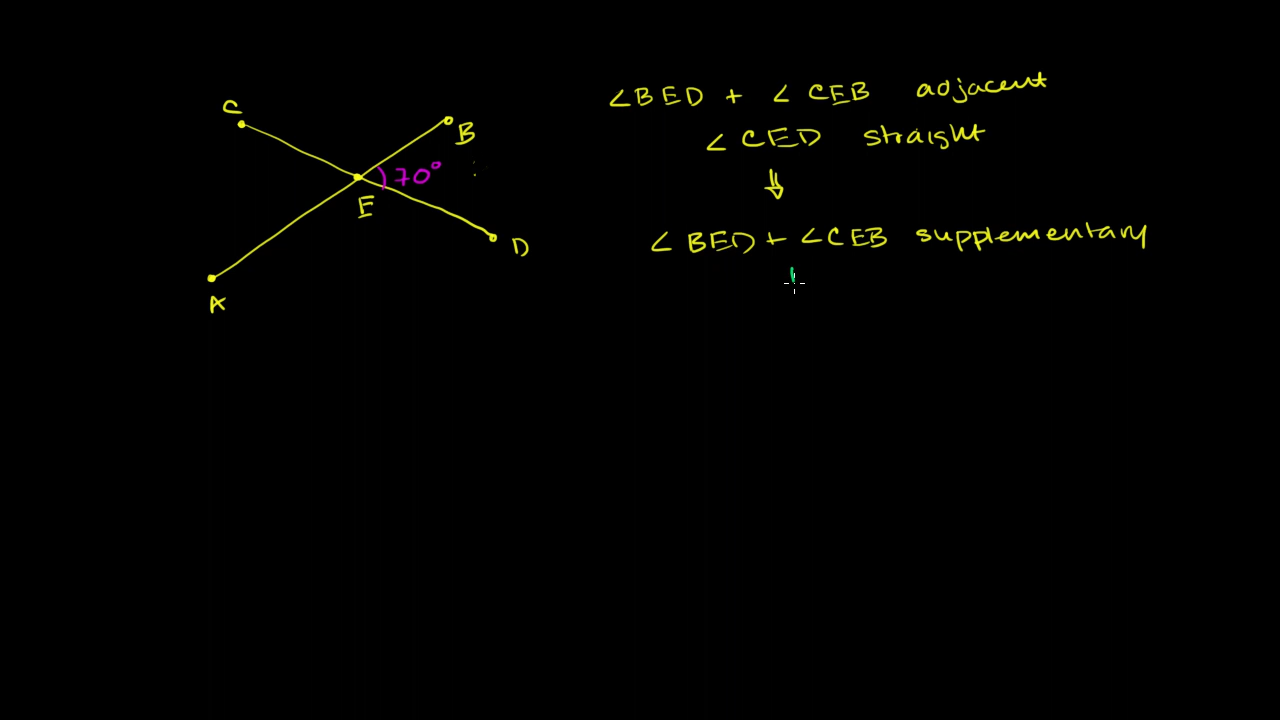 C
B
70°
E
D
A
∠BED + ∠CEB adjacent
∠CED straight
⇓
∠BED + ∠CEB supplementary